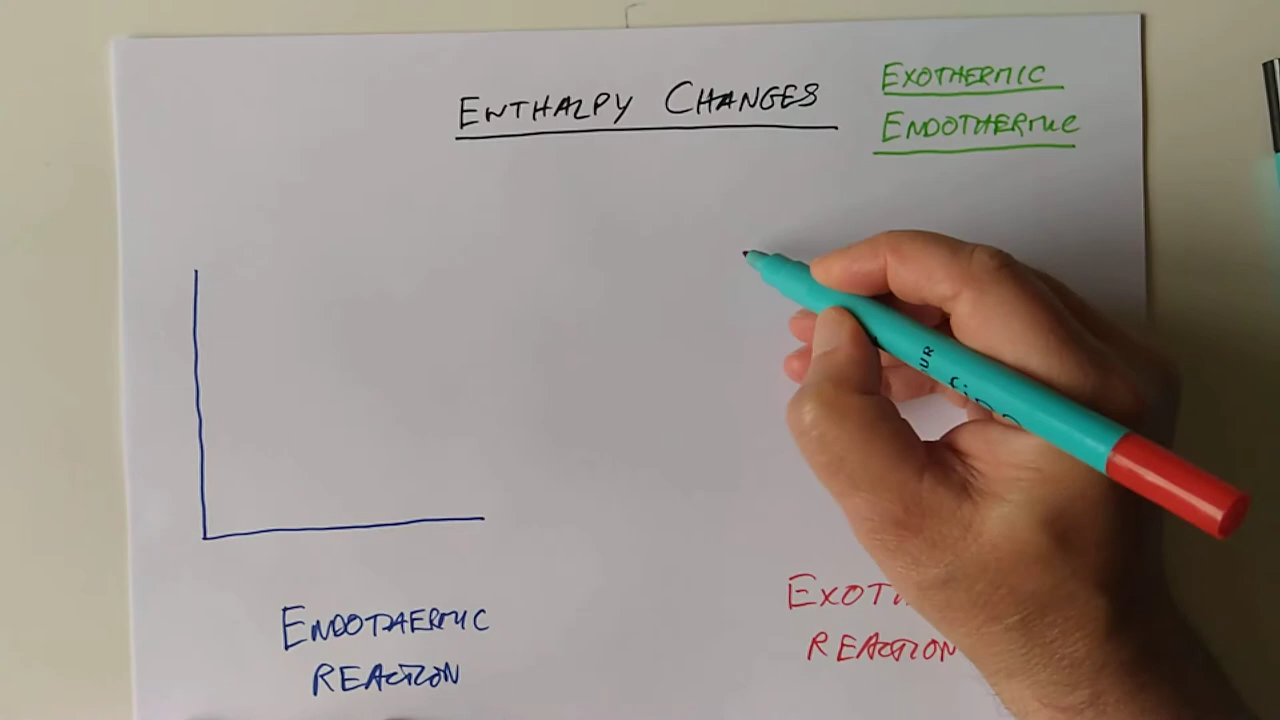 ENTHALPY CHANGES
EXOTHERMIC
ENDOTHERMIC
ENDOTHERMIC
REACTION
REACTION